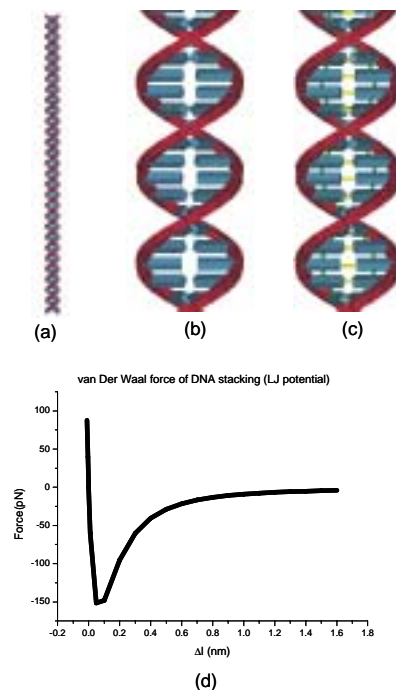 (a)
(b)
(c)
van Der Waal force of DNA stacking (LJ potential)
100
50
0
-50
-100
-150
Force(pN)
-0.2 0.0 0.2 0.4 0.6 0.8 1.0 1.2 1.4 1.6 1.8
Δl (nm)
(d)